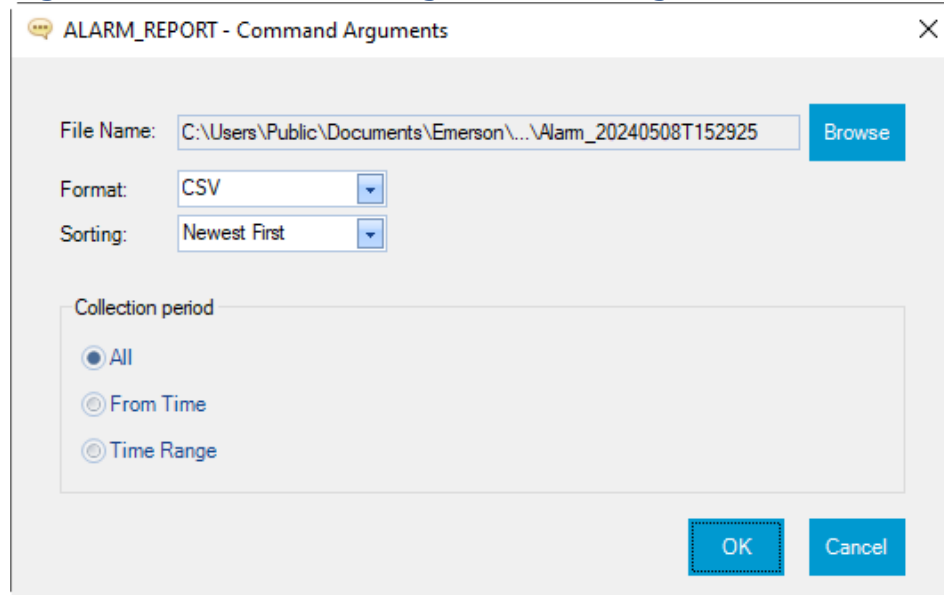 ALARM_REPORT - Command Arguments
File Name: C:\Users\Public\Documents\Emerson\...\Alarm_20240508T152925 Browse
Format: CSV
Sorting: Newest First
Collection period
All
From Time
Time Range
OK Cancel